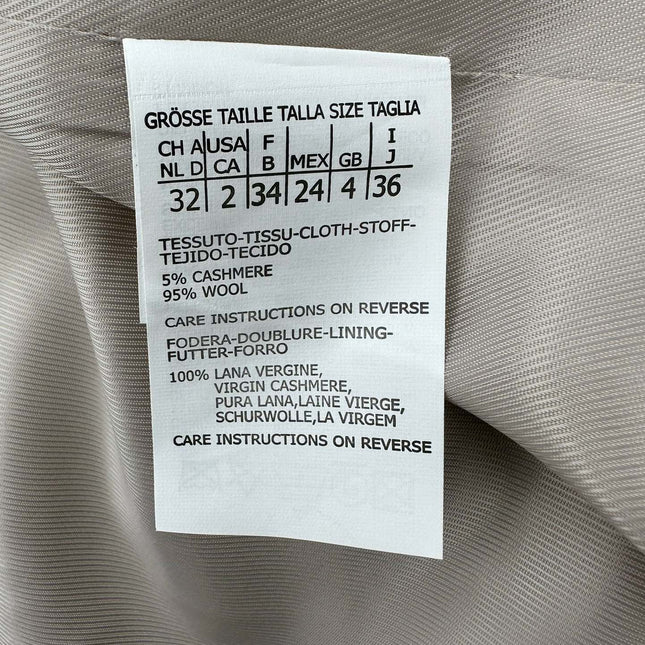 GRÖSSE TAILLE TALLA SIZE TAGLIA
CH A USA F I
NL D CA B MEX GB J
32 2 34 24 4 36
TESSUTO-TISSU-CLOTH-STOFF-
TEJIDO-TECIDO
5% CASHMERE
95% WOOL
CARE INSTRUCTIONS ON REVERSE
FODERA-DOUBLURE-LINING-
FUTTER-FORRO
100% LANA VERGINE,
VIRGIN CASHMERE,
PURA LANA,LAINE VIERGE,
SCHURWOLLE,LA VIRGEM
CARE INSTRUCTIONS ON REVERSE